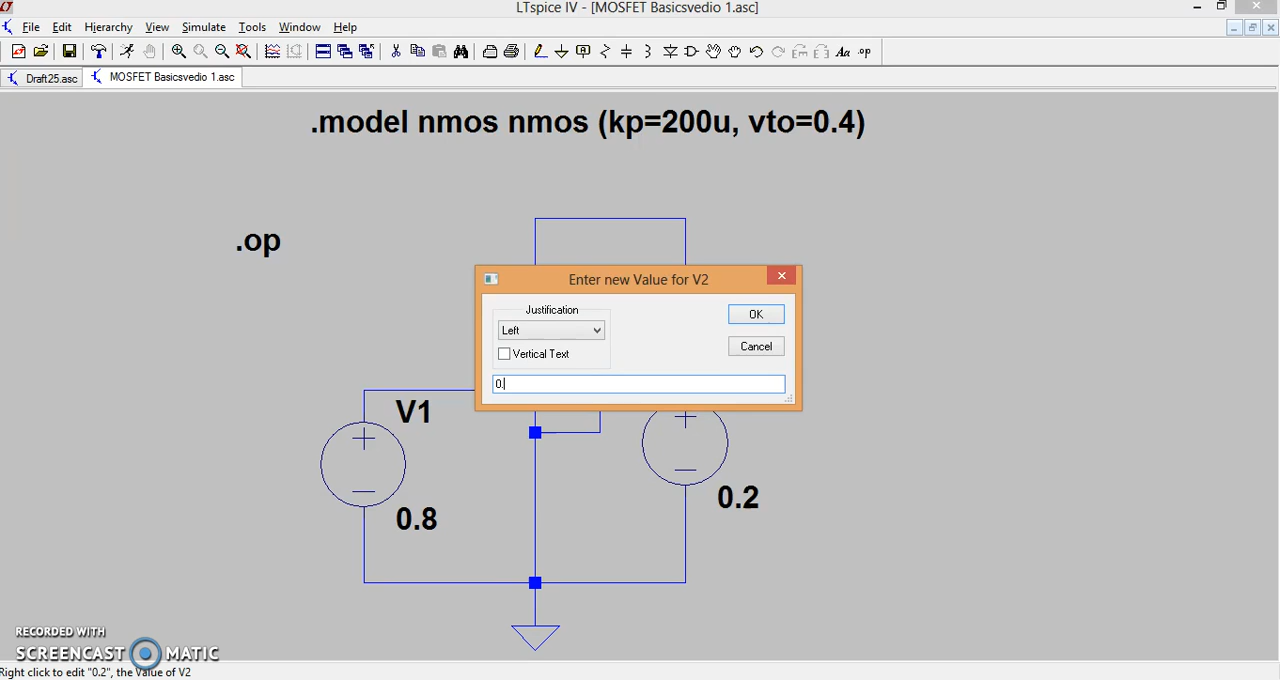 LTspice IV - [MOSFET Basicsvedio 1.asc]
File Edit Hierarchy View Simulate Tools Window Help
Aa .op
Draft25.asc MOSFET Basicsvedio 1.asc
.model nmos nmos (kp=200u, vto=0.4)
.op
Enter new Value for V2
Justification
Left
Vertical Text
OK
Cancel
0.
V1
0.8
0.2
RECORDED WITH
SCREENCAST MATIC
Right click to edit "0.2", the Value of V2